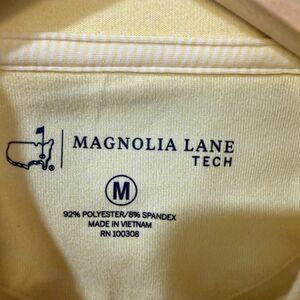 MAGNOLIA LANE
TECH
®
M
92% POLYESTER/8% SPANDEX
MADE IN VIETNAM
RN 100308